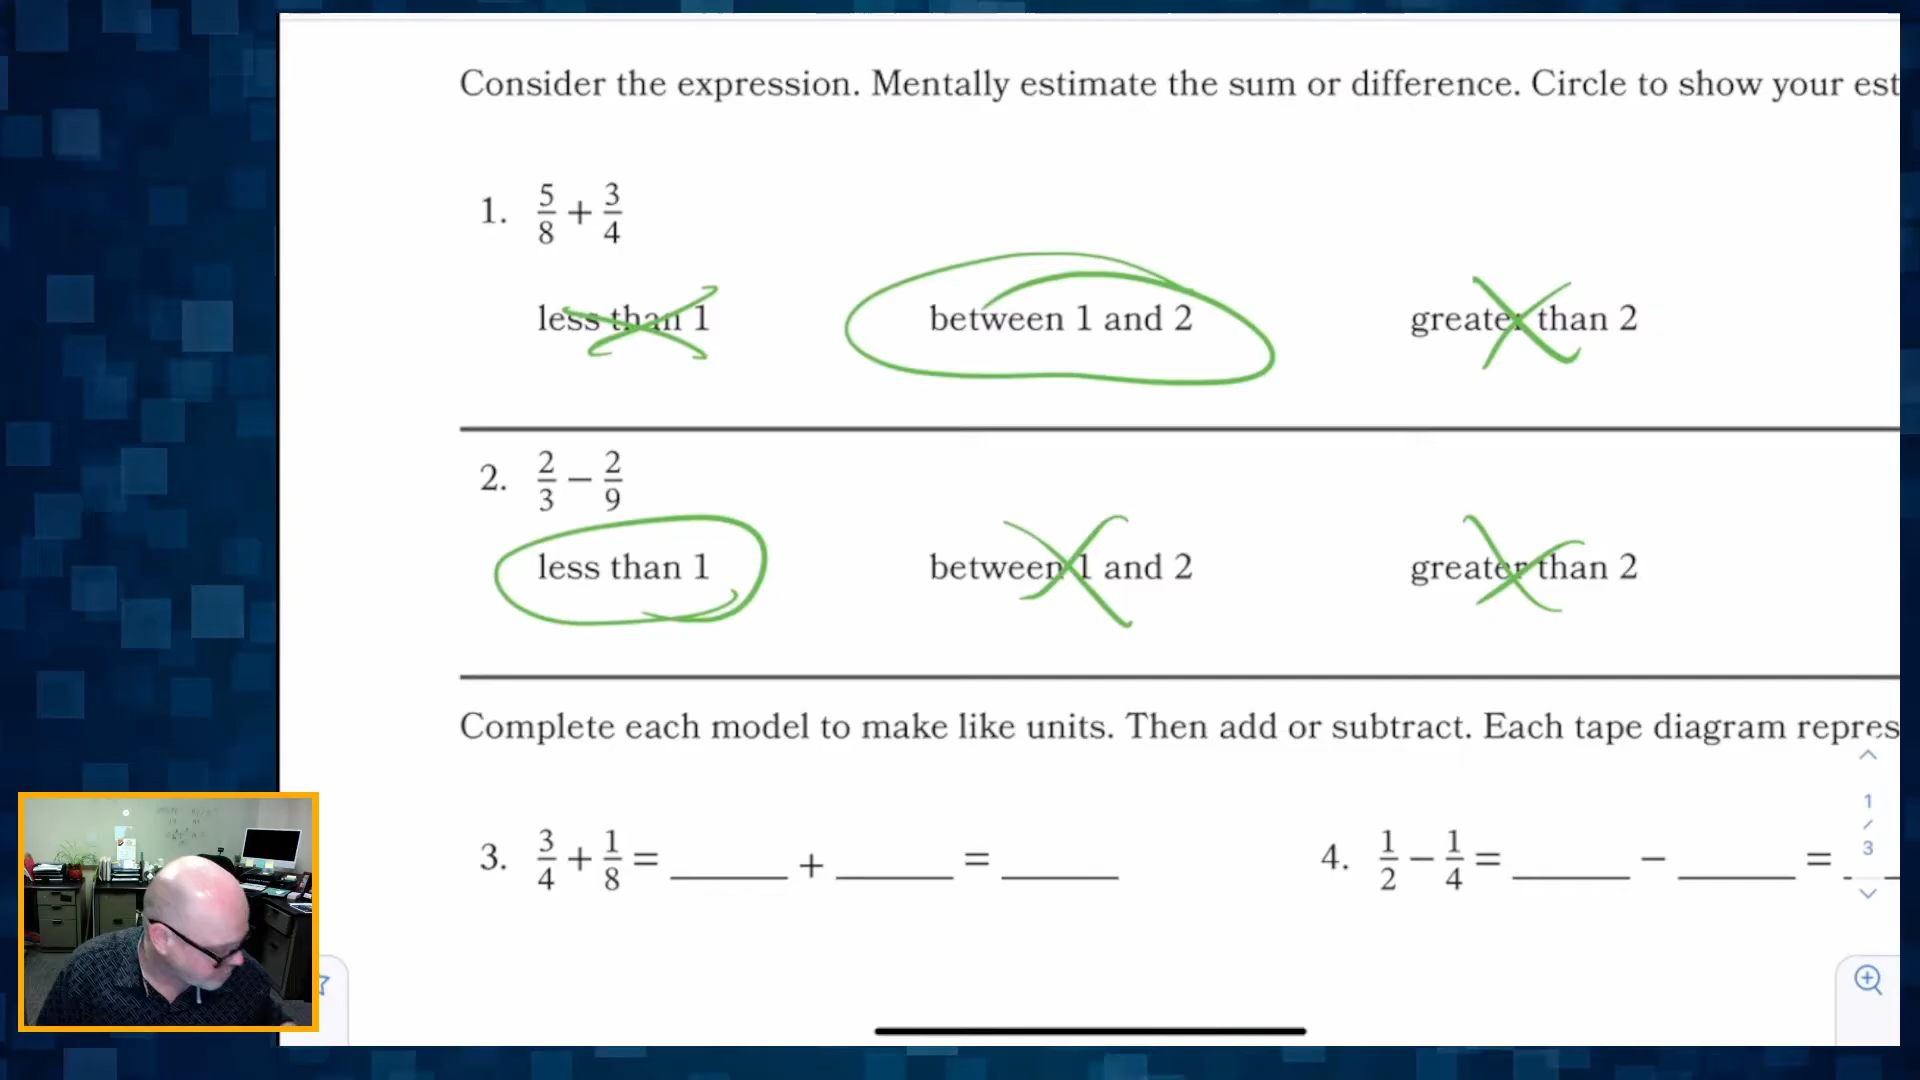 Consider the expression. Mentally estimate the sum or difference. Circle to show your est
1. 5/8 + 3/4
less than 1 between 1 and 2 greater than 2
2. 2/3 − 2/9
less than 1 between 1 and 2 greater than 2
Complete each model to make like units. Then add or subtract. Each tape diagram repres
1
/
3
3. 3/4 + 1/8 = ______ + ______ = ______
4. 1/2 − 1/4 = ______ − ______ = __